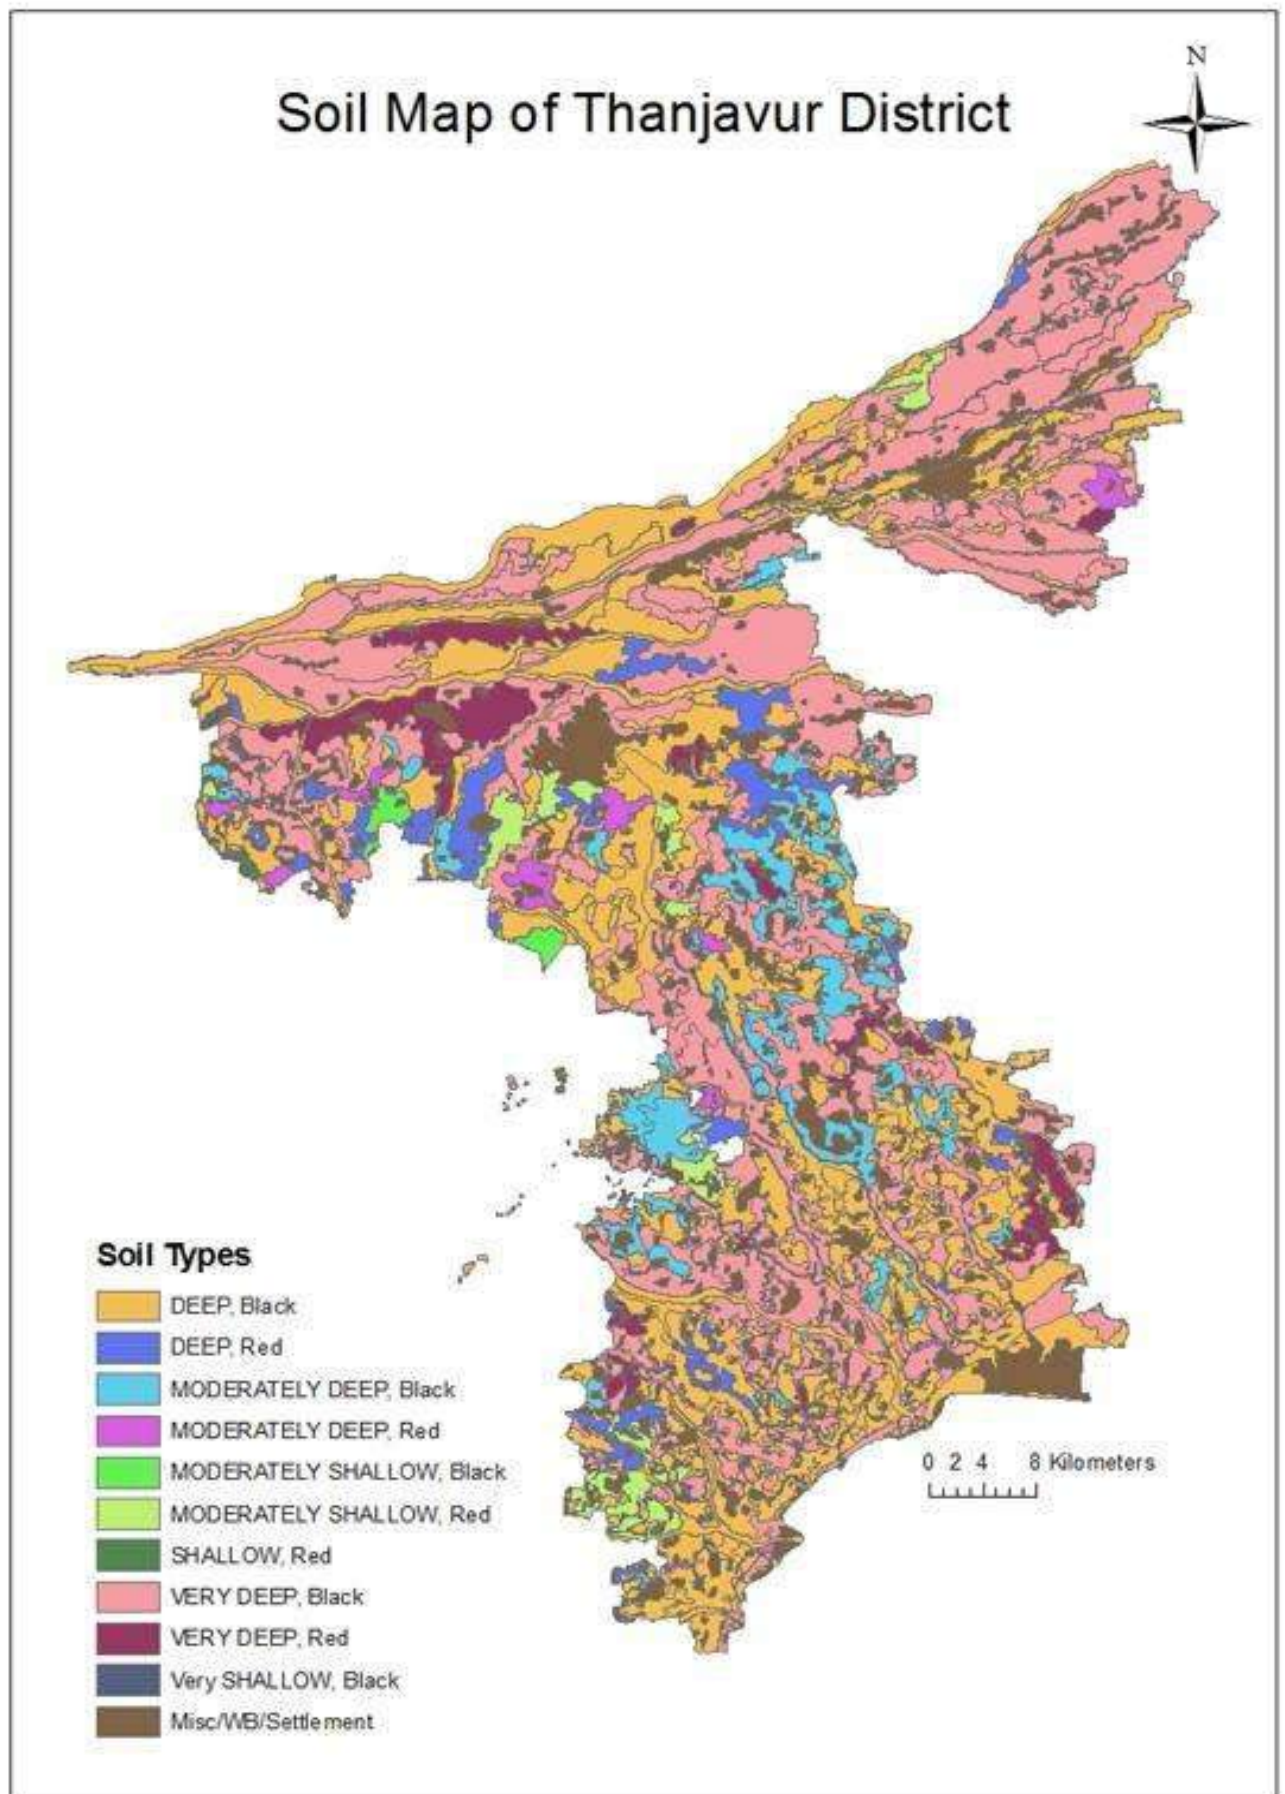 N
Soil Map of Thanjavur District
Soil Types
DEEP, Black
DEEP, Red
MODERATELY DEEP, Black
MODERATELY DEEP, Red
MODERATELY SHALLOW, Black
MODERATELY SHALLOW, Red
SHALLOW, Red
VERY DEEP, Black
VERY DEEP, Red
Very SHALLOW, Black
Misc/WB/Settlement
0 2 4 8 Kilometers